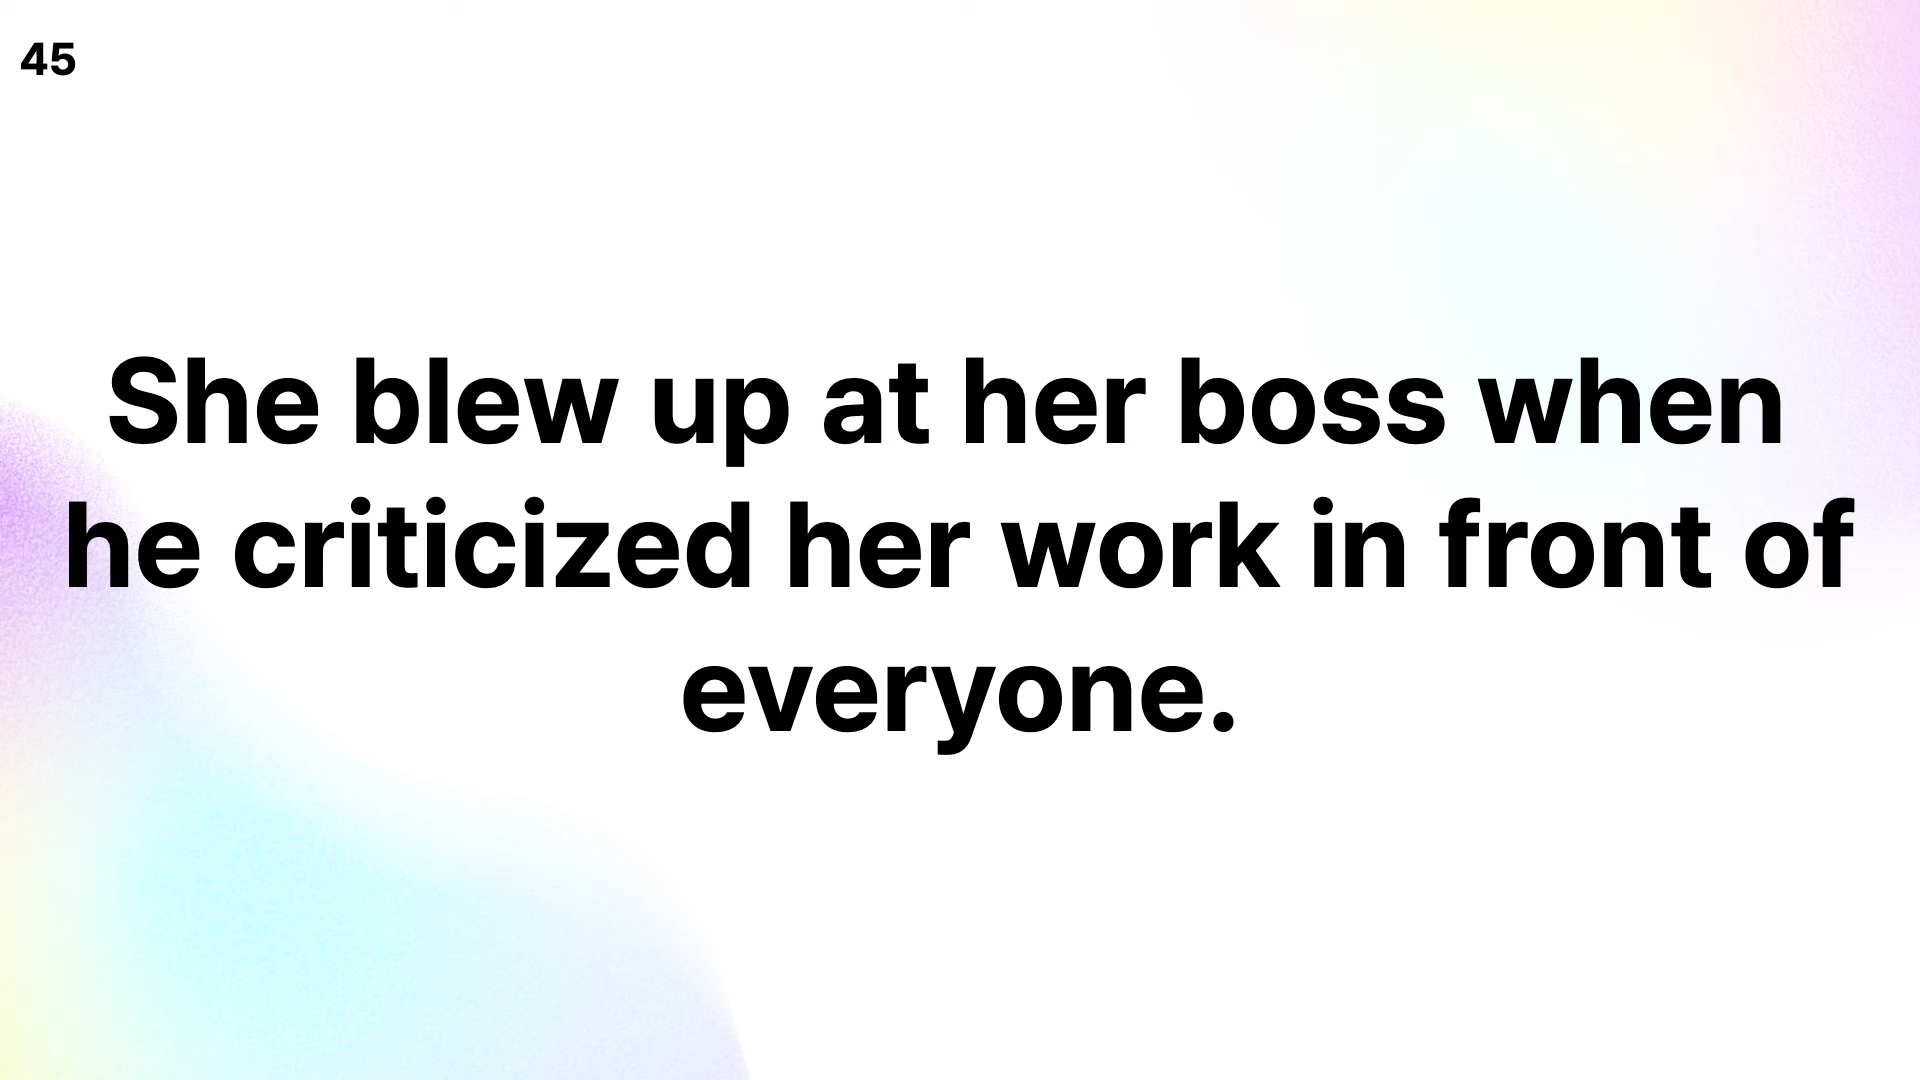 45
She blew up at her boss when
he criticized her work in front of
everyone.